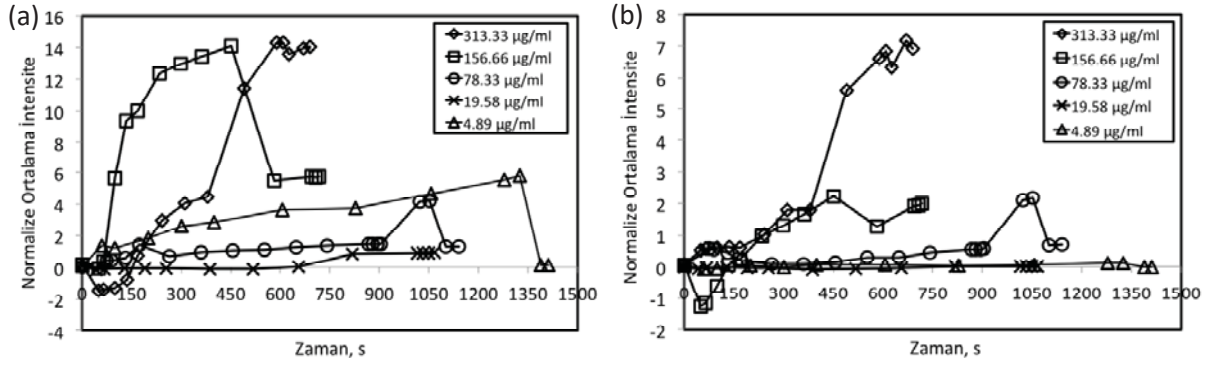 (a)
16
14
12
10
8
6
4
2
0
-2
-4
Normalize Ortalama İntensite
313.33 µg/ml
156.66 µg/ml
78.33 µg/ml
19.58 µg/ml
4.89 µg/ml
0 150 300 450 600 750 900 1050 1200 1350 1500
Zaman, s
(b)
8
7
6
5
4
3
2
1
0
-1
-2
Normalize Ortalama İntensite
313.33 µg/ml
156.66 µg/ml
78.33 µg/ml
19.58 µg/ml
4.89 µg/ml
0 150 300 450 600 750 900 1050 1200 1350 1500
Zaman, s